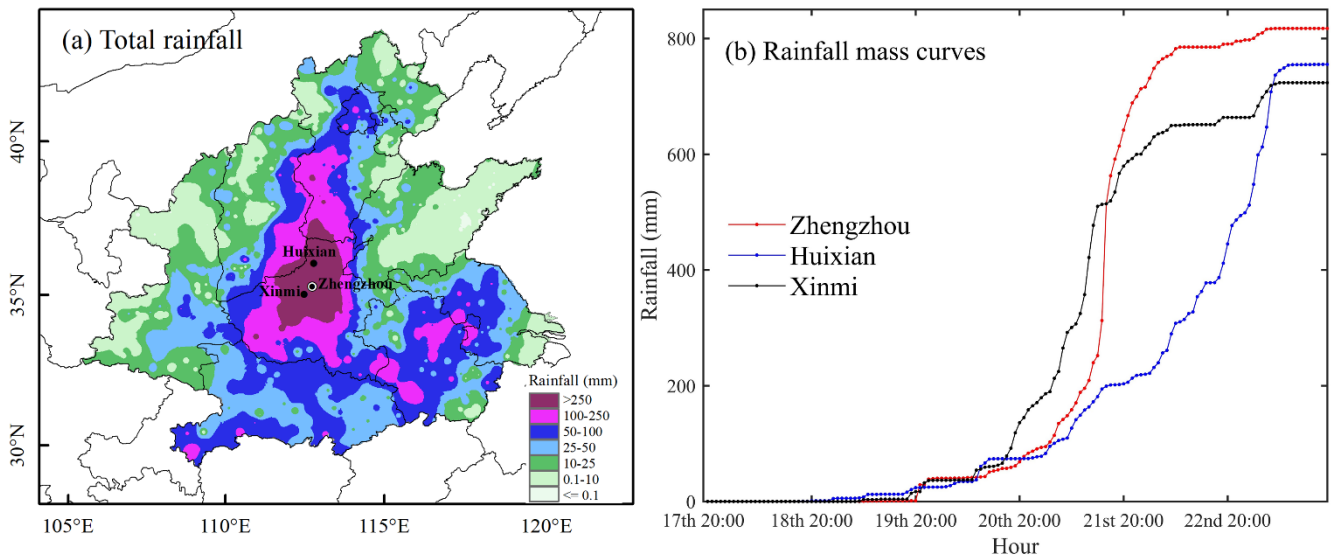 (a) Total rainfall
40°N
35°N
30°N
Huixian
Zhengzhou
Xinmi
Rainfall (mm)
>250
100-250
50-100
25-50
10-25
0.1-10
<= 0.1
105°E
110°E
115°E
120°E
(b) Rainfall mass curves
Rainfall (mm)
800
600
400
200
0
Zhengzhou
Huixian
Xinmi
17th 20:00
18th 20:00
19th 20:00
20th 20:00
21st 20:00
22nd 20:00
Hour